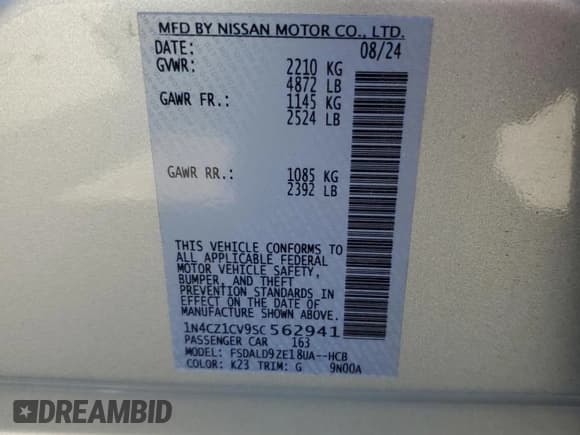 MFD BY NISSAN MOTOR CO., LTD.
DATE: 08/24
GVWR: 2210 KG
4872 LB
GAWR FR.: 1145 KG
2524 LB
GAWR RR.: 1085 KG
2392 LB
THIS VEHICLE CONFORMS TO
ALL APPLICABLE FEDERAL
MOTOR VEHICLE SAFETY,
BUMPER, AND THEFT
PREVENTION STANDARDS IN
EFFECT ON THE DATE OF
MANUFACTURE SHOWN ABOVE.
1N4CZ1CV9SC562941
PASSENGER CAR 163
MODEL: FSDALD9ZE18UA--HCB
COLOR: K23 TRIM: G 9N00A
DREAMBID